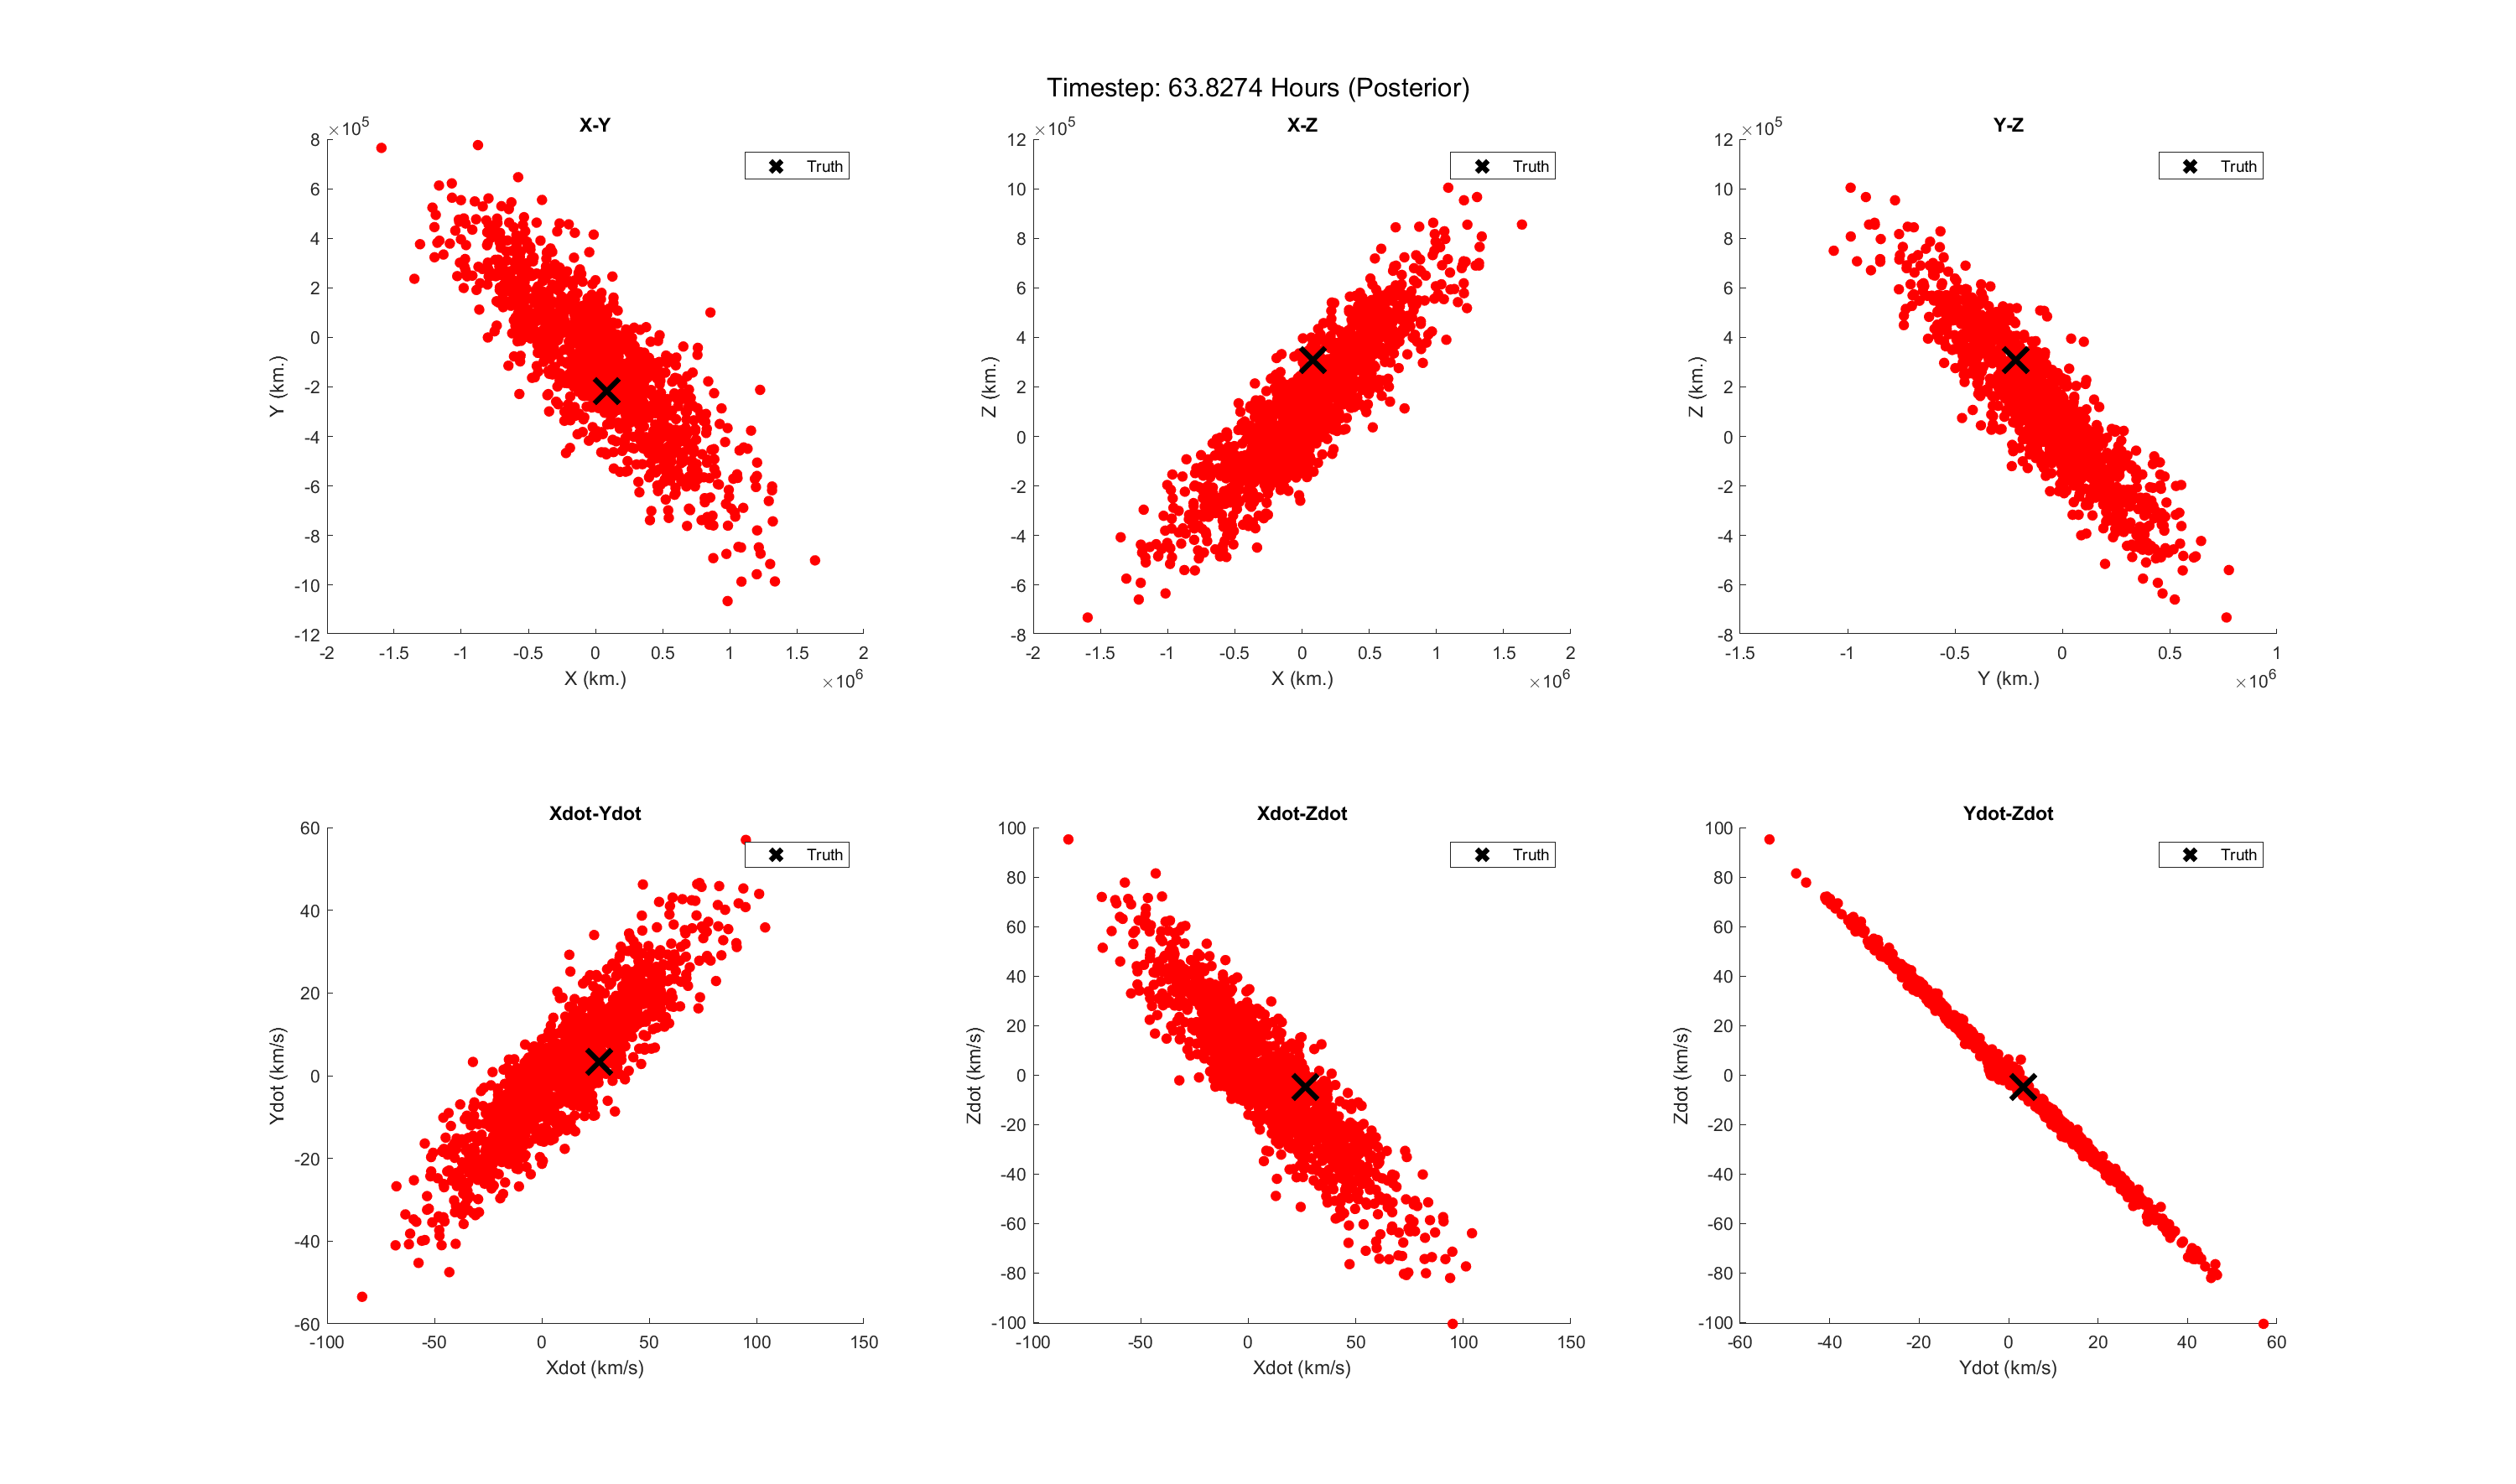 Timestep: 63.8274 Hours (Posterior)
X-Y
×10^5
8
6
4
2
0
-2
-4
-6
-8
-10
-12
Y (km.)
Truth
-2 -1.5 -1 -0.5 0 0.5 1 1.5 2
X (km.)
×10^6
X-Z
×10^5
12
10
8
6
4
2
0
-2
-4
-6
-8
Z (km.)
Truth
-2 -1.5 -1 -0.5 0 0.5 1 1.5 2
X (km.)
×10^6
Y-Z
×10^5
12
10
8
6
4
2
0
-2
-4
-6
-8
Z (km.)
Truth
-1.5 -1 -0.5 0 0.5 1
Y (km.)
×10^6
Xdot-Ydot
60
40
20
0
-20
-40
-60
Ydot (km/s)
Truth
-100 -50 0 50 100 150
Xdot (km/s)
Xdot-Zdot
100
80
60
40
20
0
-20
-40
-60
-80
-100
Zdot (km/s)
Truth
-100 -50 0 50 100 150
Xdot (km/s)
Ydot-Zdot
100
80
60
40
20
0
-20
-40
-60
-80
-100
Zdot (km/s)
Truth
-60 -40 -20 0 20 40 60
Ydot (km/s)